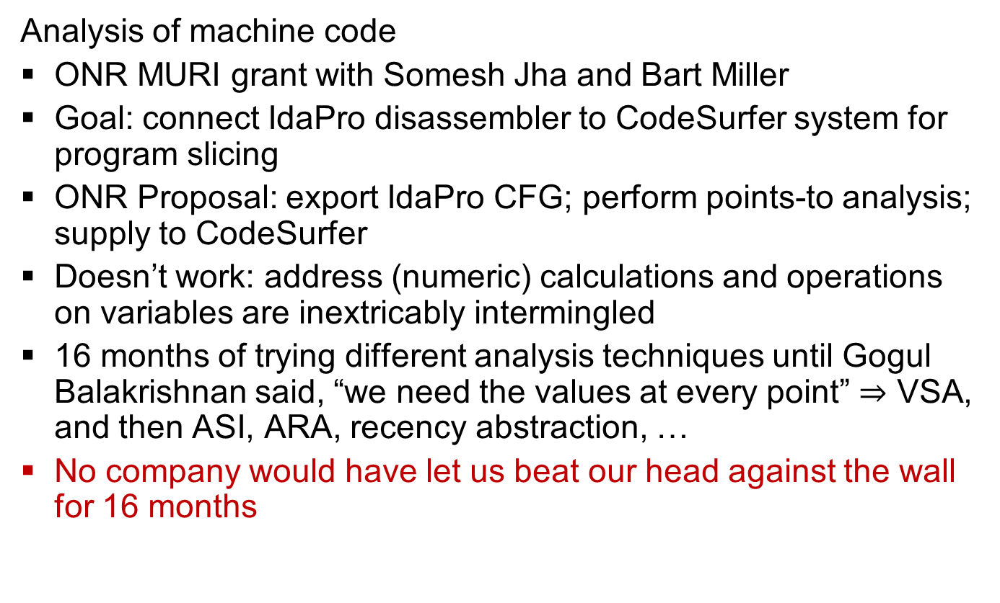 Analysis of machine code
▪ ONR MURI grant with Somesh Jha and Bart Miller
▪ Goal: connect IdaPro disassembler to CodeSurfer system for
program slicing
▪ ONR Proposal: export IdaPro CFG; perform points-to analysis;
supply to CodeSurfer
▪ Doesn’t work: address (numeric) calculations and operations
on variables are inextricably intermingled
▪ 16 months of trying different analysis techniques until Gogul
Balakrishnan said, “we need the values at every point” ⇒ VSA,
and then ASI, ARA, recency abstraction, …
▪ No company would have let us beat our head against the wall
for 16 months